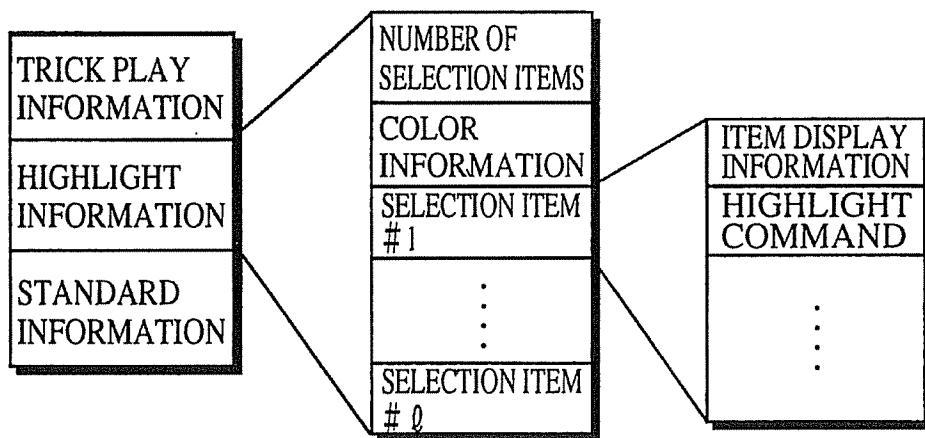 TRICK PLAY
INFORMATION
HIGHLIGHT
INFORMATION
STANDARD
INFORMATION
NUMBER OF
SELECTION ITEMS
COLOR
INFORMATION
SELECTION ITEM
# 1
SELECTION ITEM
# ℓ
ITEM DISPLAY
INFORMATION
HIGHLIGHT
COMMAND